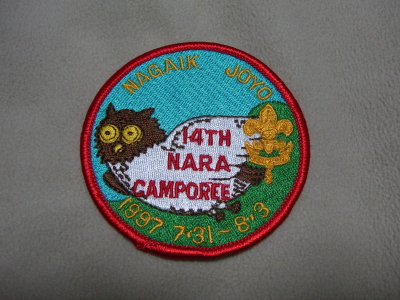 NAGAIK JOYO
14TH
NARA
CAMPOREE
1997 7·31~8·3